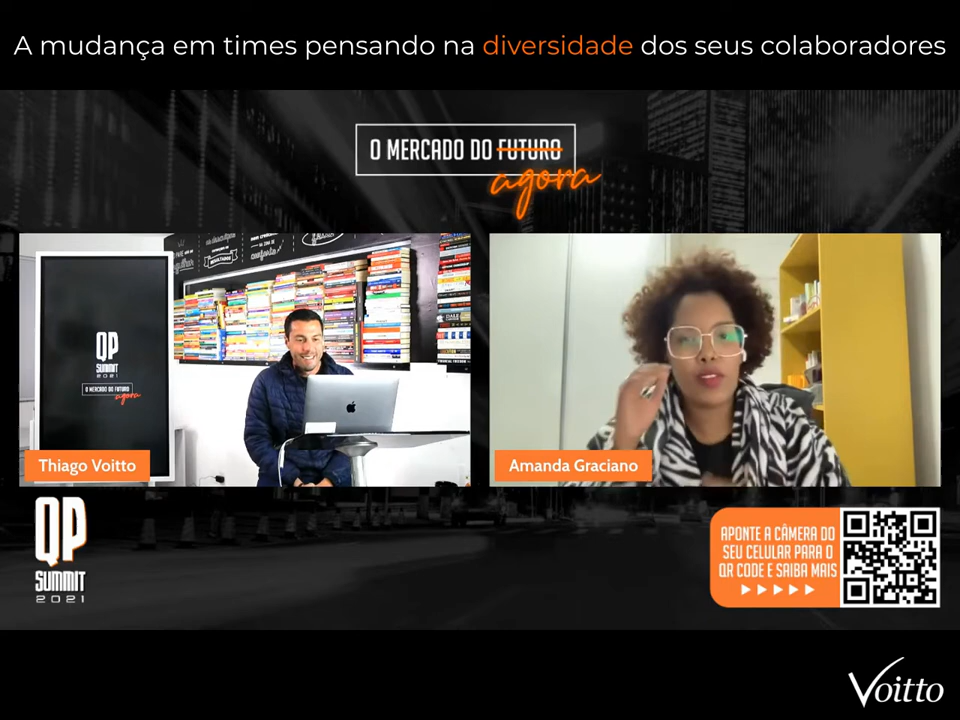 A mudança em times pensando na diversidade dos seus colaboradores
O MERCADO DO FUTURO
agora
QP
SUMMIT
2021
O MERCADO DO FUTURO
agora
RESULTADOS
conforto
Thiago Voitto
Amanda Graciano
QP
SUMMIT
2021
APONTE A CÂMERA DO
SEU CELULAR PARA O
QR CODE E SAIBA MAIS
Voitto